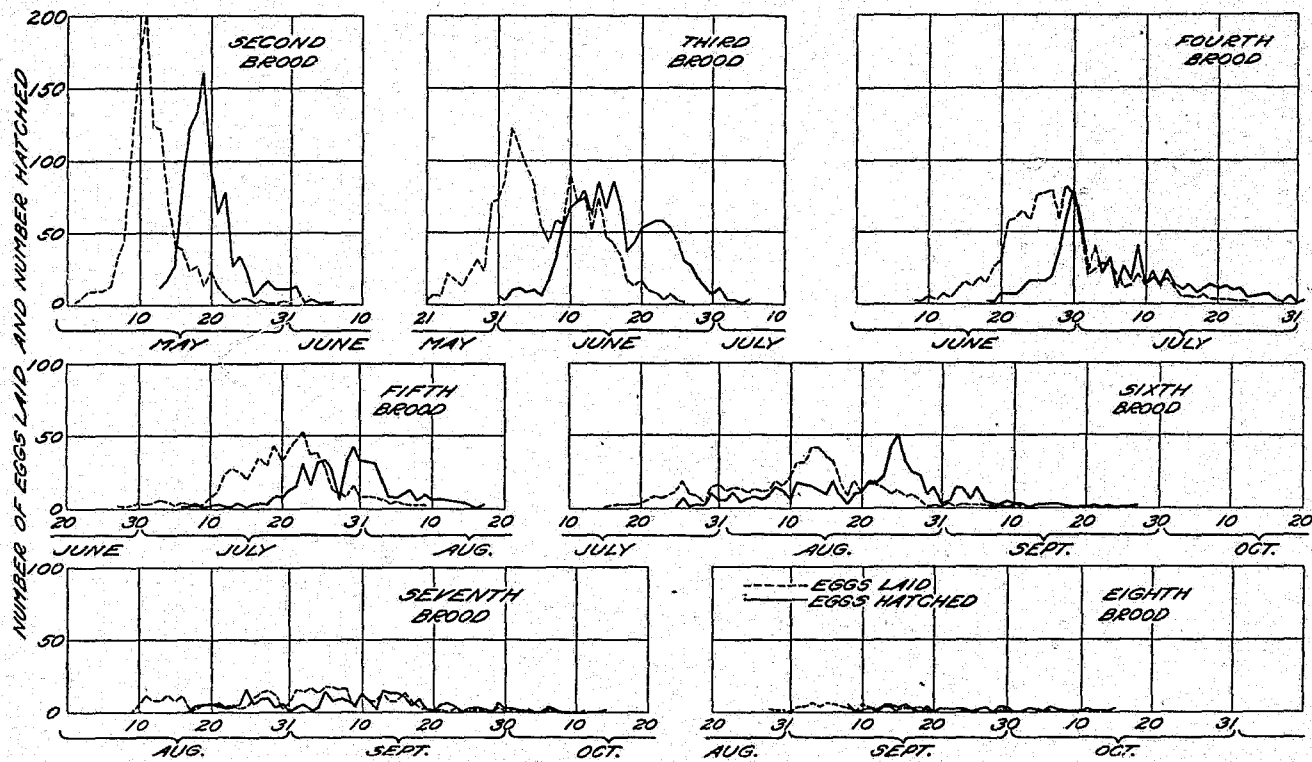 NUMBER OF EGGS LAID AND NUMBER HATCHED
200
150
100
50
0
SECOND
BROOD
10 20 31 10
MAY JUNE
THIRD
BROOD
21 31 10 20 30 10
MAY JUNE JULY
FOURTH
BROOD
10 20 30 10 20 31
JUNE JULY
100
50
0
FIFTH
BROOD
20 30 10 20 31 10 20
JUNE JULY AUG.
SIXTH
BROOD
10 20 31 10 20 31 10 20 30 10 20
JULY AUG. SEPT. OCT.
100
50
0
SEVENTH
BROOD
10 20 31 10 20 30 10 20
AUG. SEPT. OCT.
EGGS LAID
EGGS HATCHED
EIGHTH
BROOD
20 31 10 20 30 10 20 31
AUG. SEPT. OCT.